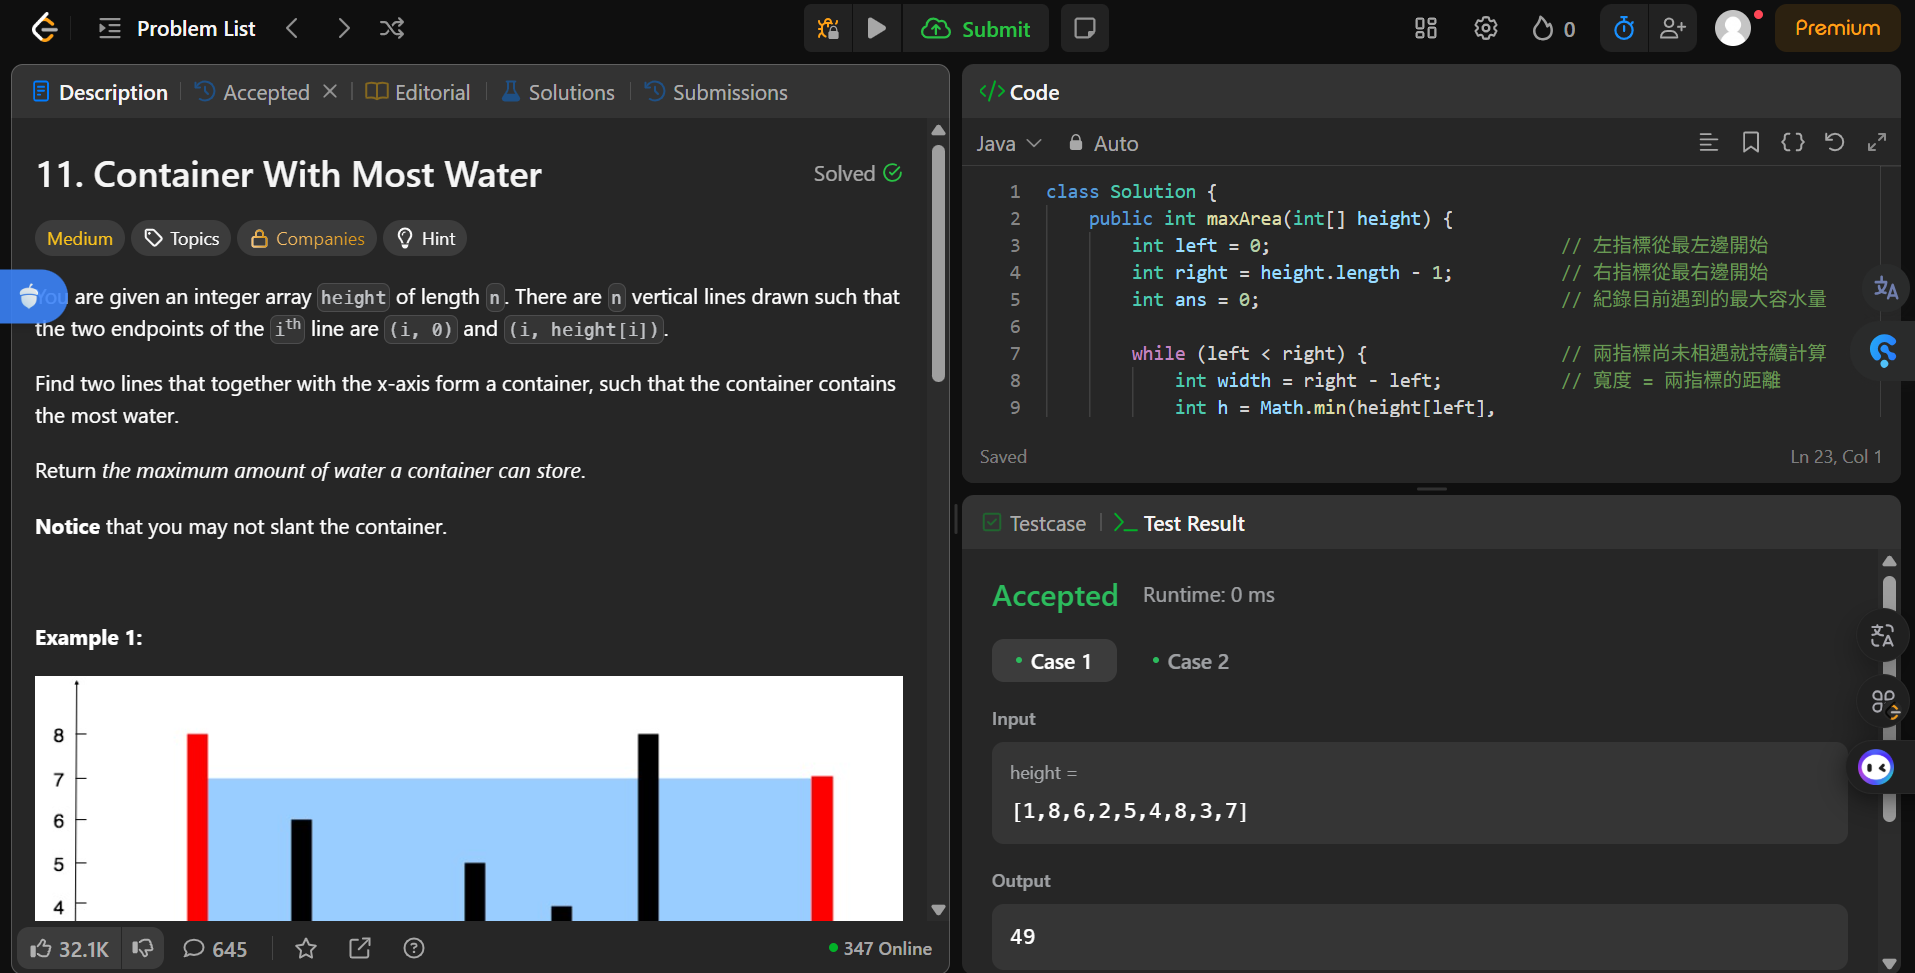 Problem List
Submit
0
Premium
Description
Accepted
Editorial
Solutions
Submissions
11. Container With Most Water
Solved
Medium
Topics
Companies
Hint
You are given an integer array height of length n. There are n vertical lines drawn such that
the two endpoints of the ith line are (i, 0) and (i, height[i]).
Find two lines that together with the x-axis form a container, such that the container contains
the most water.
Return the maximum amount of water a container can store.
Notice that you may not slant the container.
Example 1:
8
7
6
5
4
32.1K
645
347 Online
</> Code
Java
Auto
1 class Solution {
2 public int maxArea(int[] height) {
3 int left = 0; // 左指標從最左邊開始
4 int right = height.length - 1; // 右指標從最右邊開始
5 int ans = 0; // 紀錄目前遇到的最大容水量
6
7 while (left < right) { // 兩指標尚未相遇就持續計算
8 int width = right - left; // 寬度 = 兩指標的距離
9 int h = Math.min(height[left],
Saved
Ln 23, Col 1
Testcase
>_ Test Result
Accepted
Runtime: 0 ms
Case 1
Case 2
Input
height =
[1,8,6,2,5,4,8,3,7]
Output
49